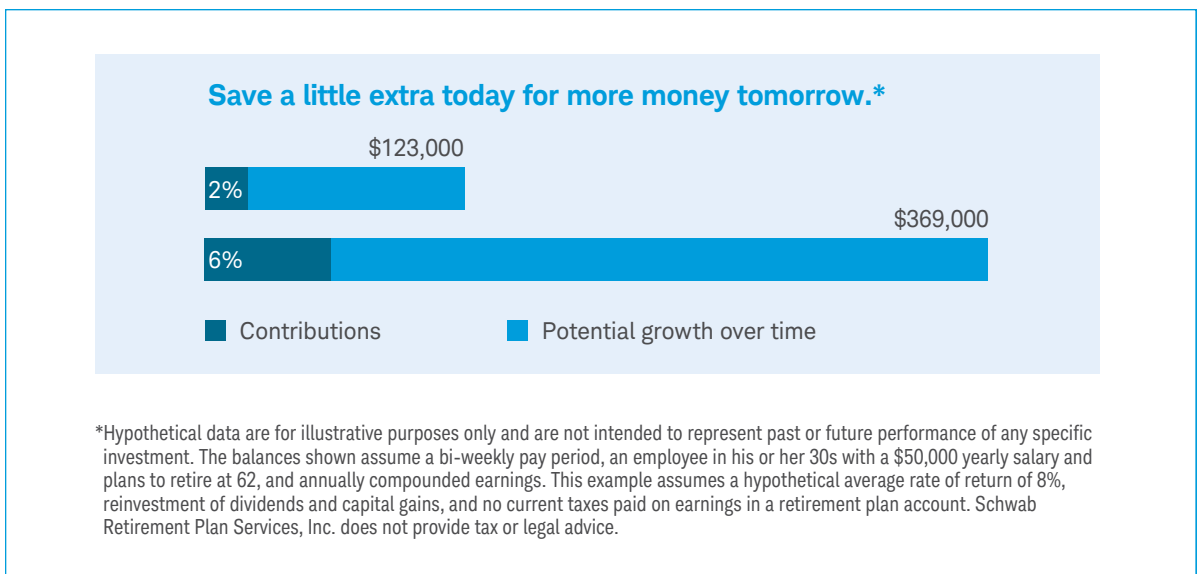 Save a little extra today for more money tomorrow.*
$123,000
2%
$369,000
6%
Contributions
Potential growth over time
*Hypothetical data are for illustrative purposes only and are not intended to represent past or future performance of any specific
investment. The balances shown assume a bi-weekly pay period, an employee in his or her 30s with a $50,000 yearly salary and
plans to retire at 62, and annually compounded earnings. This example assumes a hypothetical average rate of return of 8%,
reinvestment of dividends and capital gains, and no current taxes paid on earnings in a retirement plan account. Schwab
Retirement Plan Services, Inc. does not provide tax or legal advice.